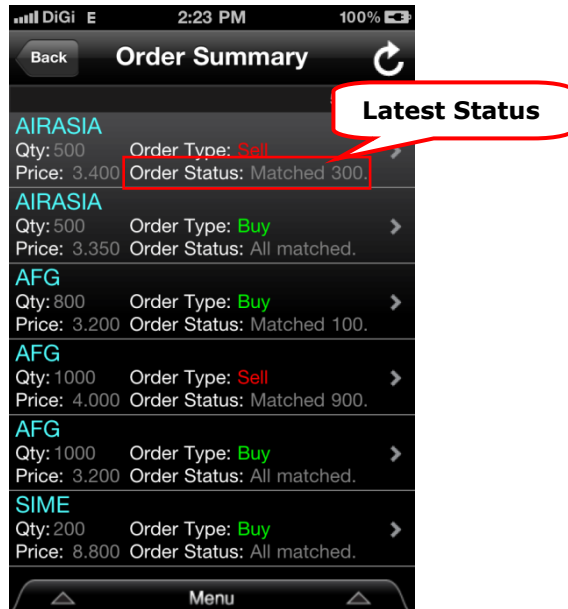 DiGi E 2:23 PM 100%
Back Order Summary
Latest Status
AIRASIA
Qty: 500 Order Type: Sell
Price: 3.400 Order Status: Matched 300.
AIRASIA
Qty: 500 Order Type: Buy
Price: 3.350 Order Status: All matched.
AFG
Qty: 800 Order Type: Buy
Price: 3.200 Order Status: Matched 100.
AFG
Qty: 1000 Order Type: Sell
Price: 4.000 Order Status: Matched 900.
AFG
Qty: 1000 Order Type: Buy
Price: 3.200 Order Status: All matched.
SIME
Qty: 200 Order Type: Buy
Price: 8.800 Order Status: All matched.
Menu